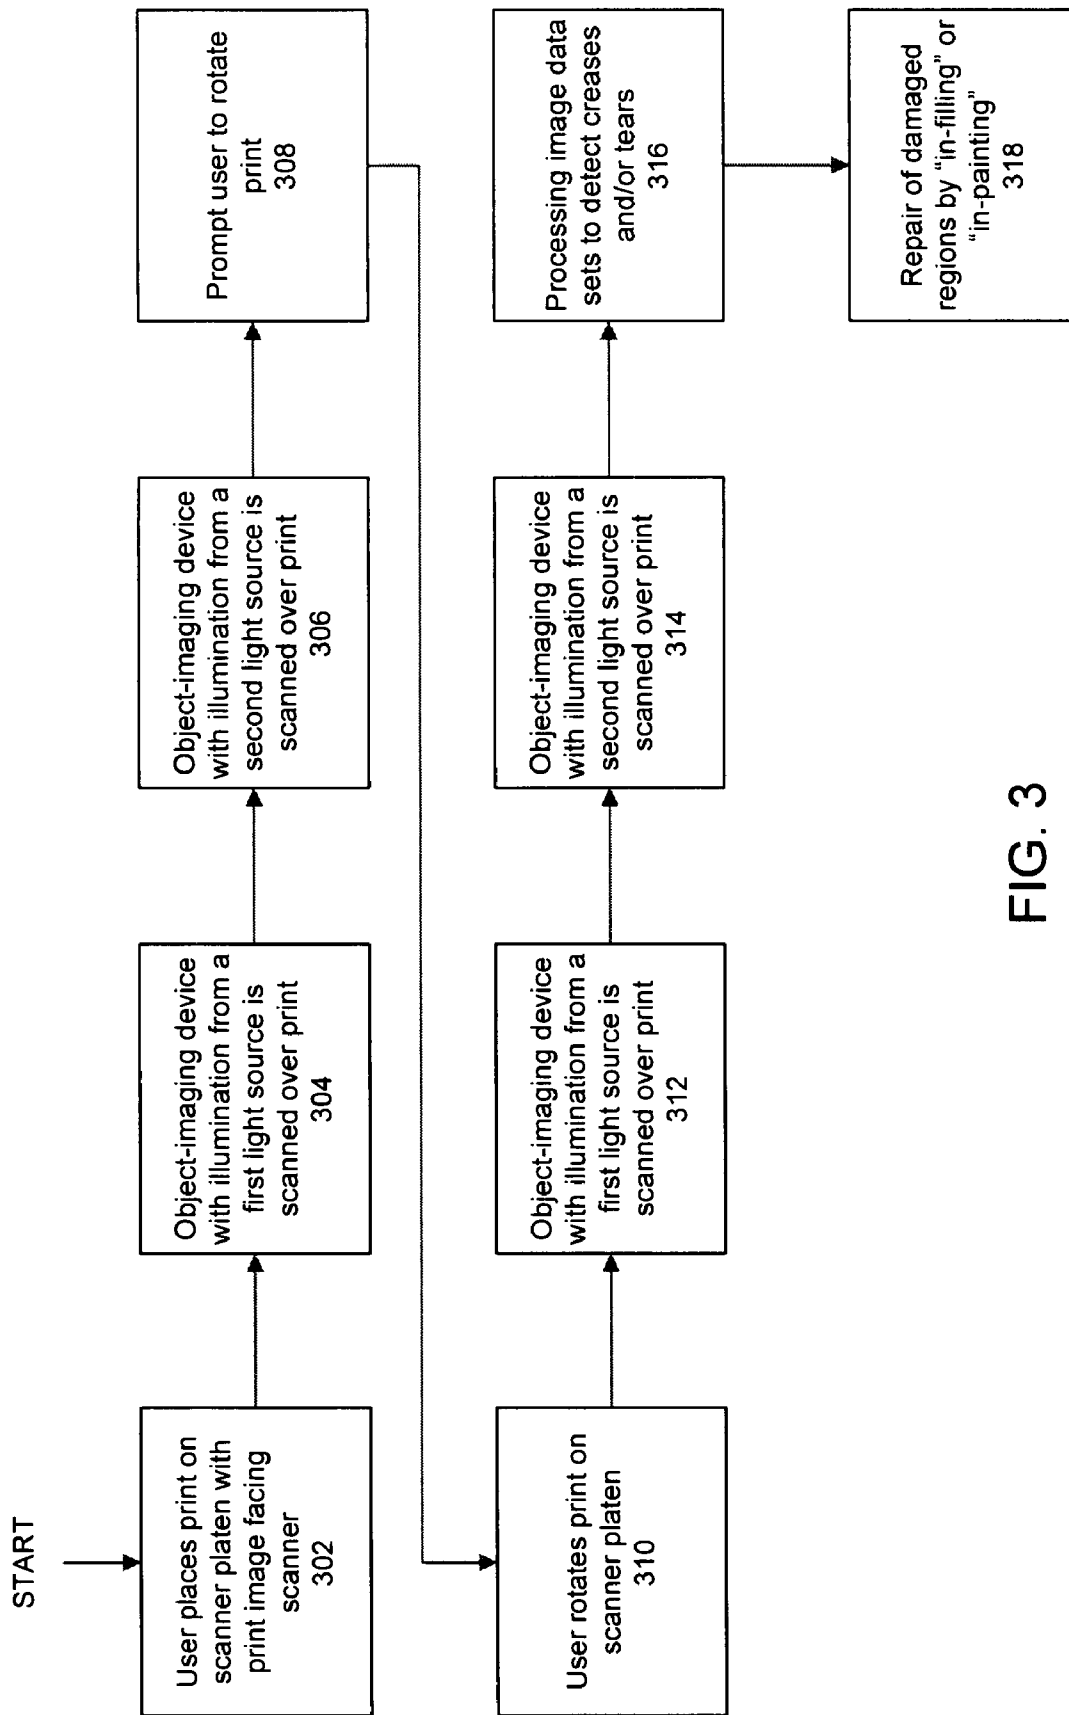 START
User places print on
scanner platen with
print image facing
scanner
302
Object-imaging device
with illumination from a
first light source is
scanned over print
304
Object-imaging device
with illumination from a
second light source is
scanned over print
306
Prompt user to rotate
print
308
User rotates print on
scanner platen
310
Object-imaging device
with illumination from a
first light source is
scanned over print
312
Object-imaging device
with illumination from a
second light source is
scanned over print
314
Processing image data
sets to detect creases
and/or tears
316
Repair of damaged
regions by “in-filling” or
“in-painting”
318
FIG. 3